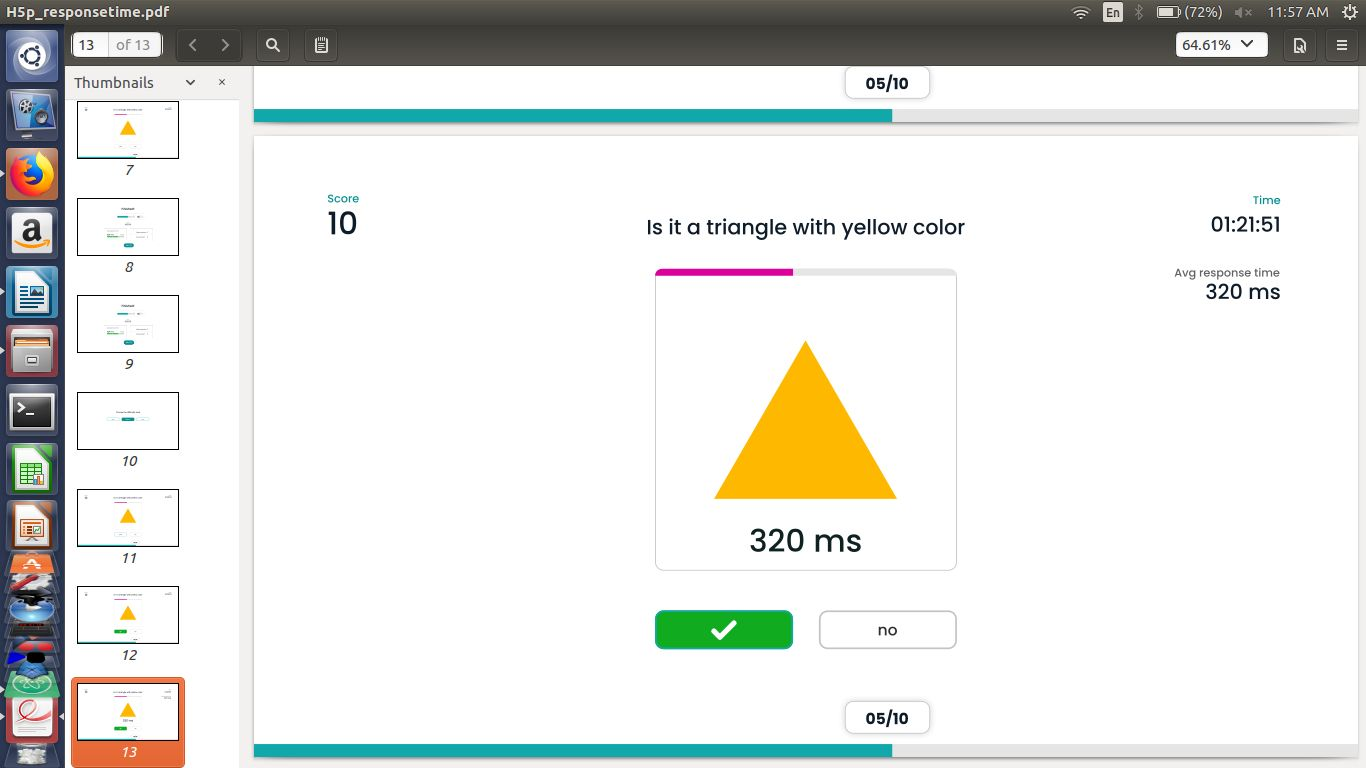 H5p_responsetime.pdf
En
(72%)
11:57 AM
13 of 13
64.61%
Thumbnails
7
8
9
10
11
12
13
05/10
Score
10
Is it a triangle with yellow color
Time
01:21:51
Avg response time
320 ms
320 ms
no
05/10